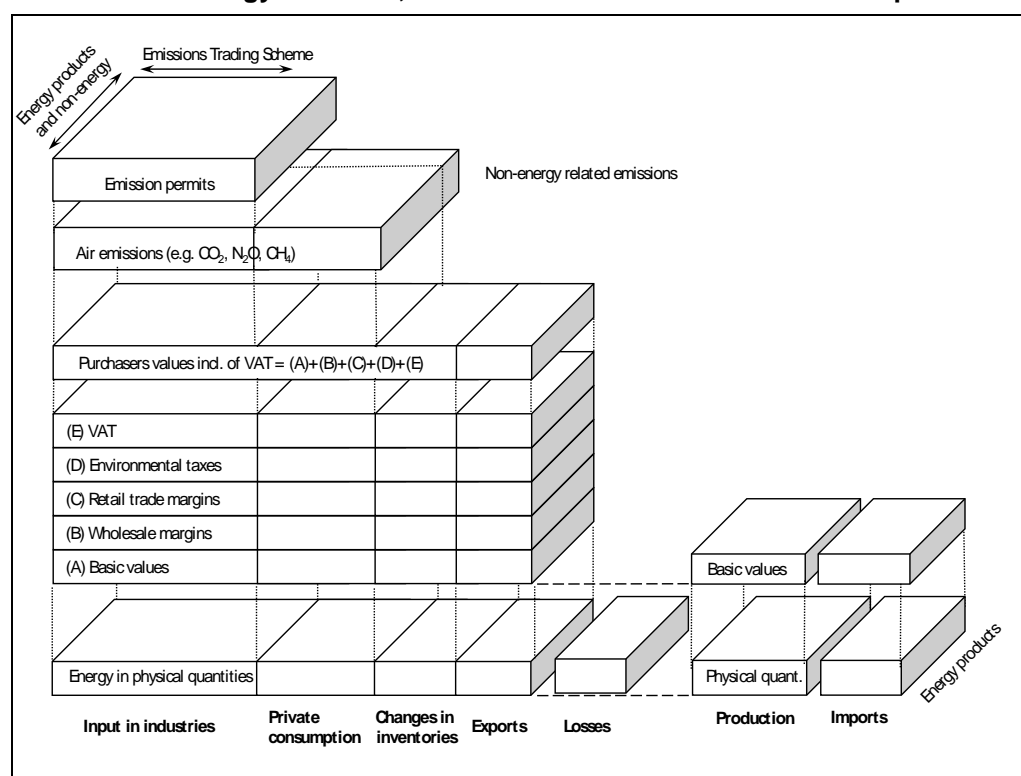 Emissions Trading Scheme
Energy products
and non-energy
Emission permits
Non-energy related emissions
Air emissions (e.g. CO₂, N₂O, CH₄)
Purchasers values incl. of VAT = (A)+(B)+(C)+(D)+(E)
(E) VAT
(D) Environmental taxes
(C) Retail trade margins
(B) Wholesale margins
(A) Basic values
Basic values
Energy in physical quantities
Physical quant.
Energy products
Input in industries
Private
consumption
Changes in
inventories
Exports
Losses
Production
Imports